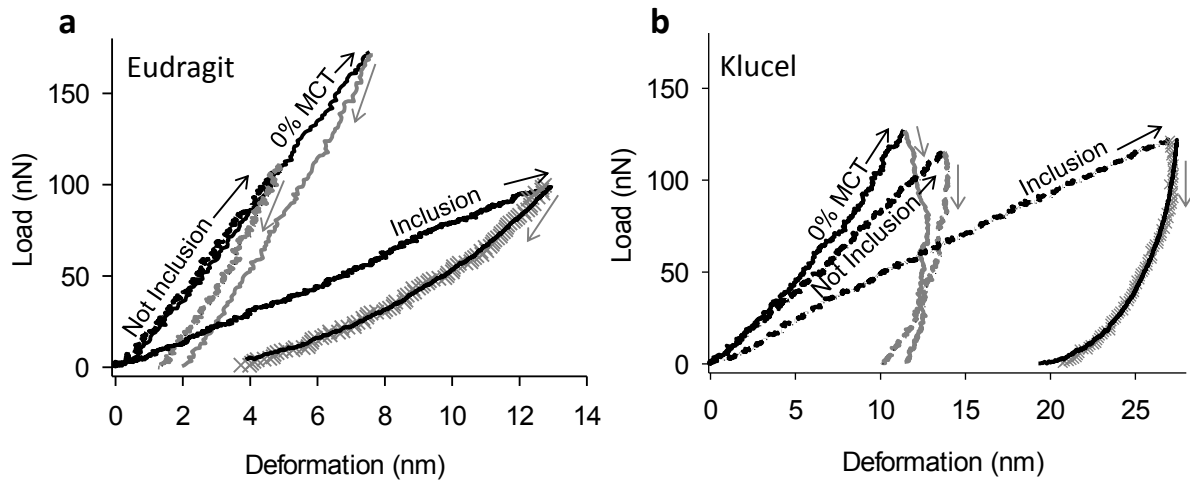 a
Eudragit
Load (nN)
150
100
50
0
0% MCT
Not Inclusion
Inclusion
0 2 4 6 8 10 12 14
Deformation (nm)
b
Klucel
Load (nN)
150
100
50
0
0% MCT
Not Inclusion
Inclusion
0 5 10 15 20 25
Deformation (nm)